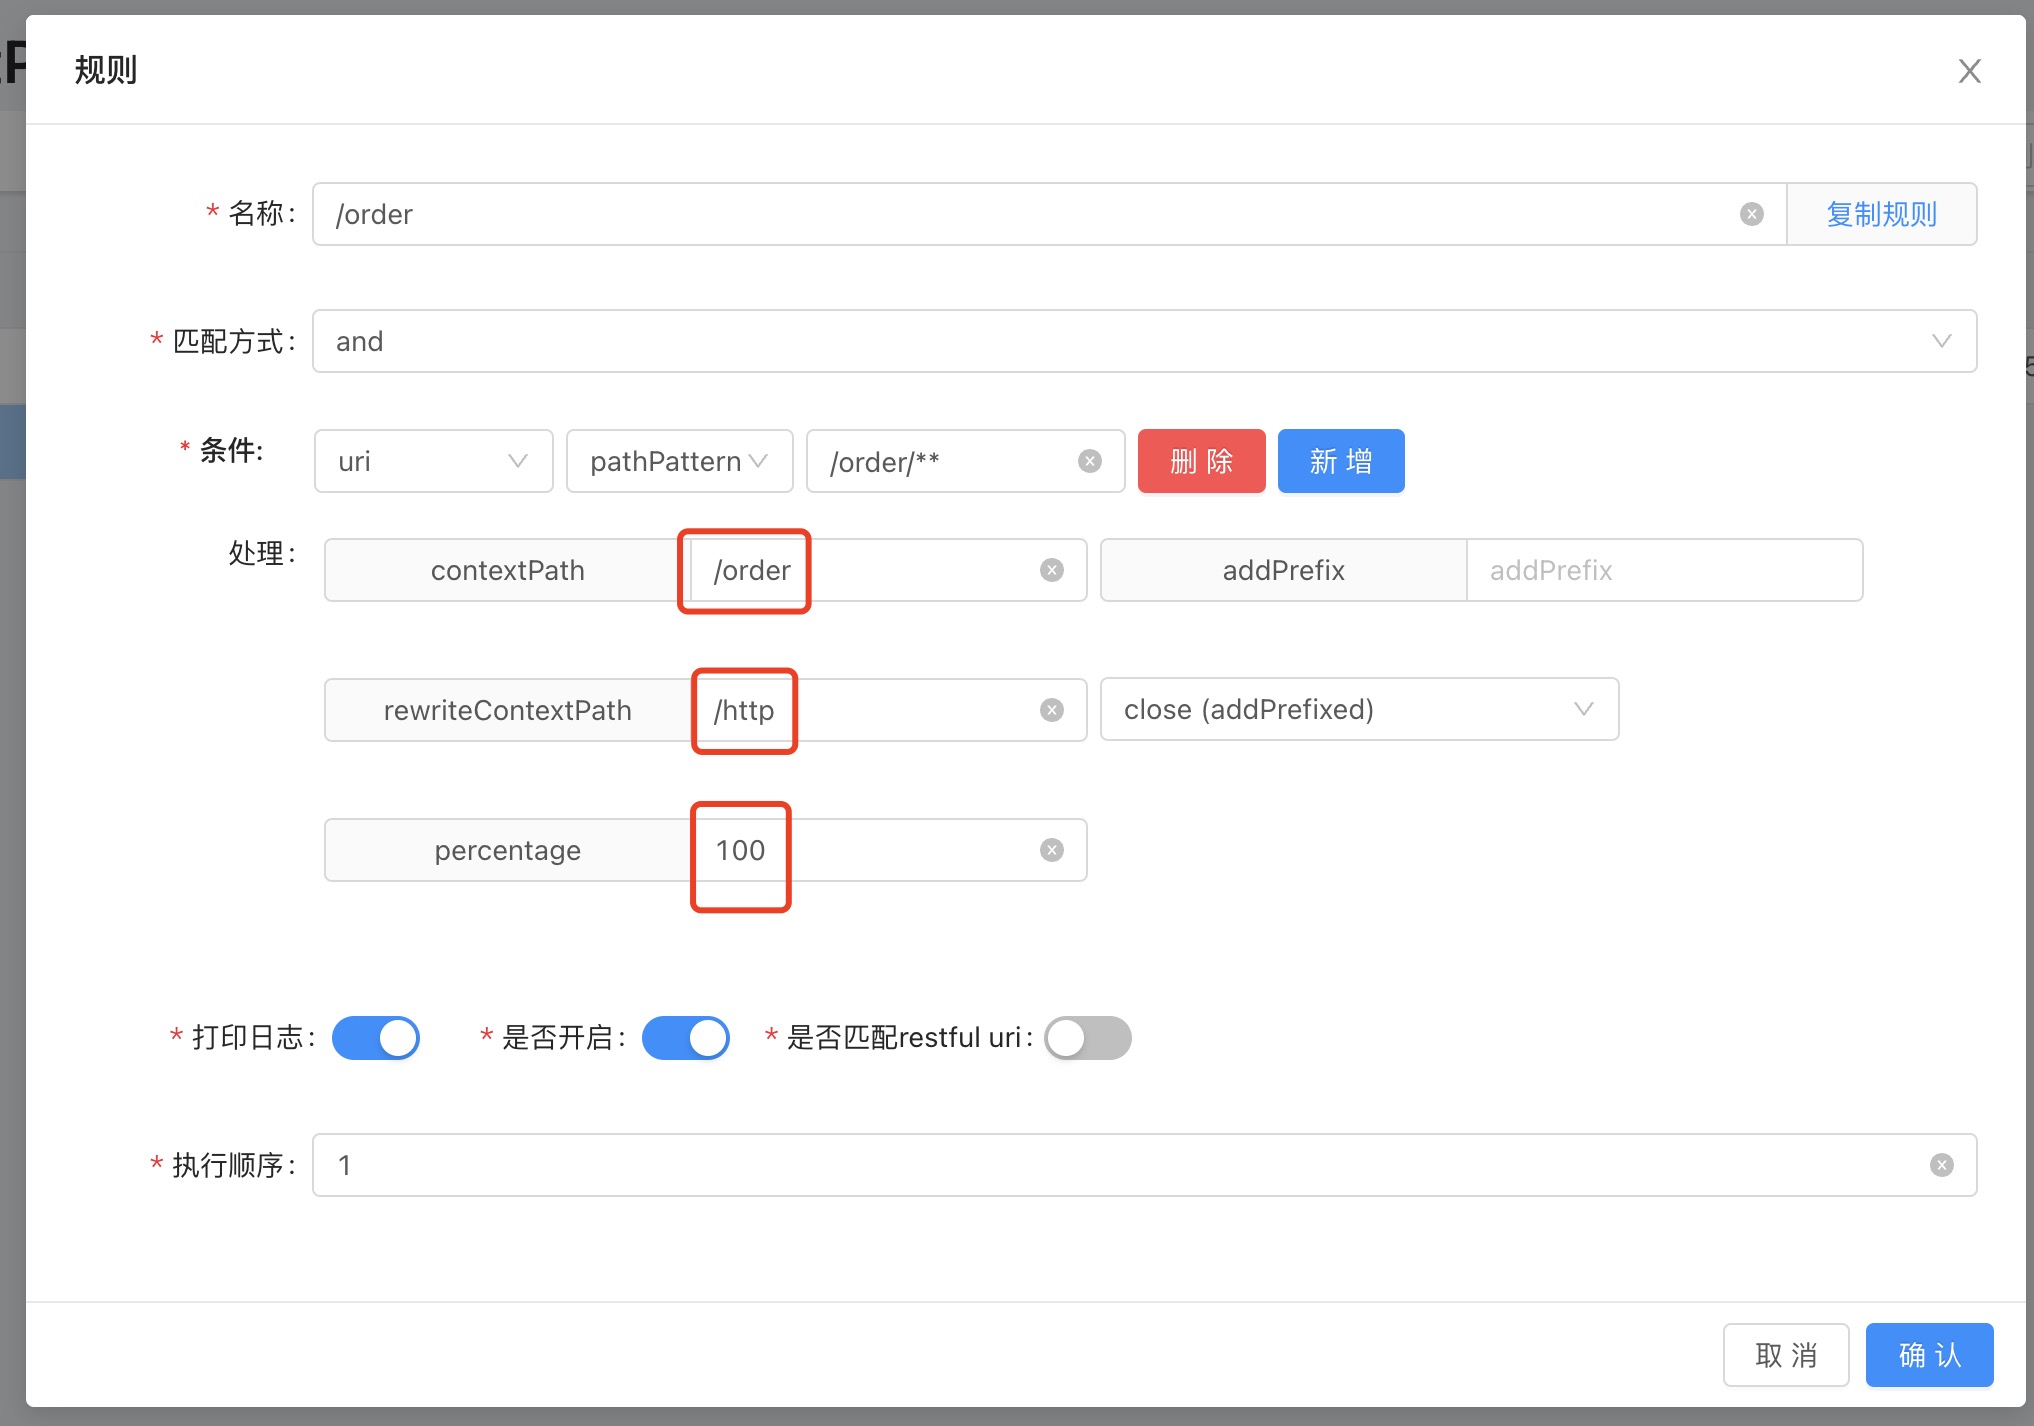 规则
* 名称: /order 复制规则
* 匹配方式: and
* 条件: uri pathPattern /order/** 删 除 新 增
处理: contextPath /order addPrefix addPrefix
rewriteContextPath /http close (addPrefixed)
percentage 100
* 打印日志: * 是否开启: * 是否匹配restful uri:
* 执行顺序: 1
取 消 确 认